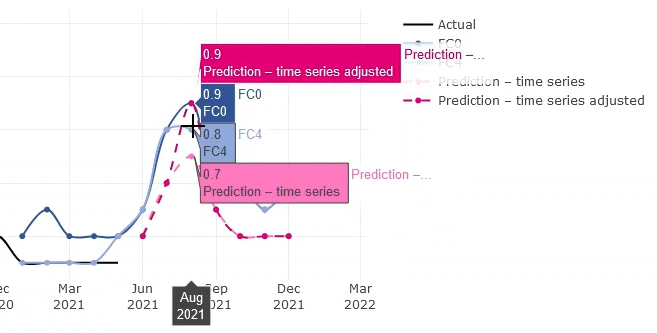 Actual
FC0
FC4
Prediction – time series
Prediction – time series adjusted
0.9
Prediction – time series adjusted
Prediction –...
0.9
FC0
FC0
0.8
FC4
FC4
0.7
Prediction – time series
Prediction –...
ec
20
Mar
2021
Jun
2021
Aug
2021
Sep
2021
Dec
2021
Mar
2022